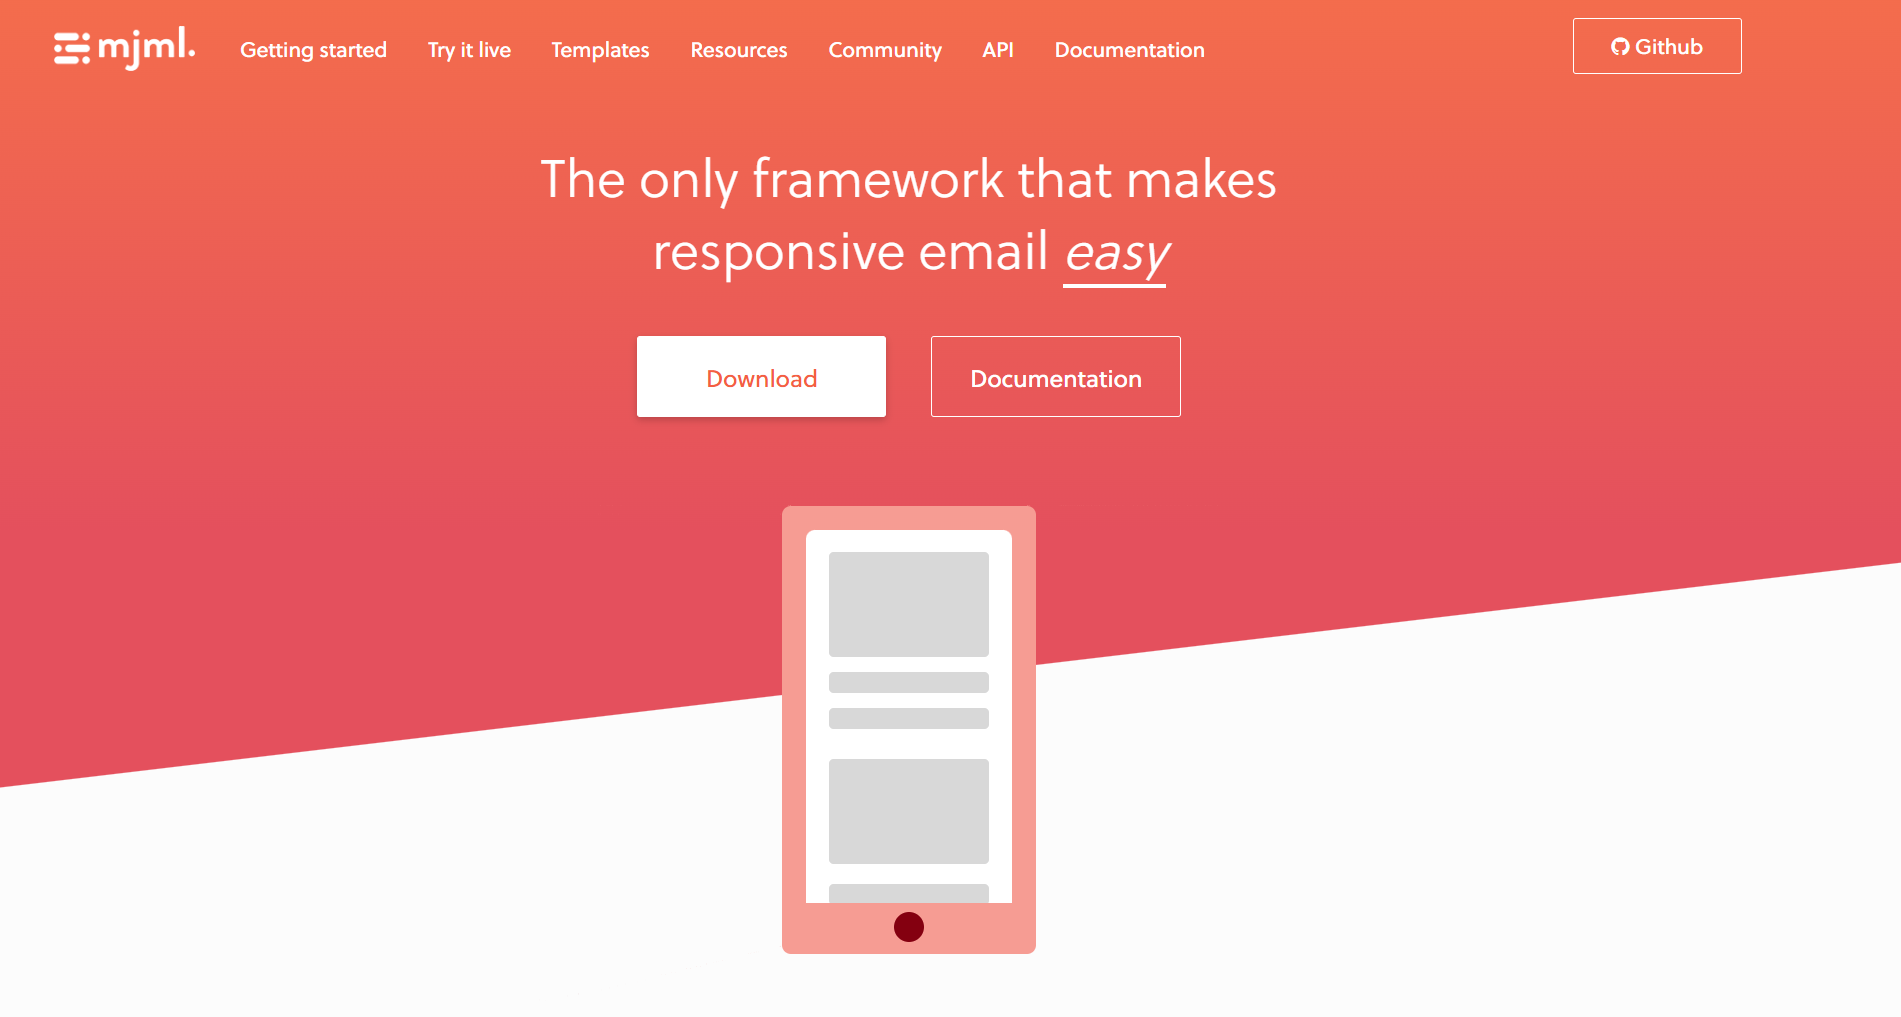 mjml.
Getting started
Try it live
Templates
Resources
Community
API
Documentation
Github
The only framework that makes
responsive email easy
Download
Documentation